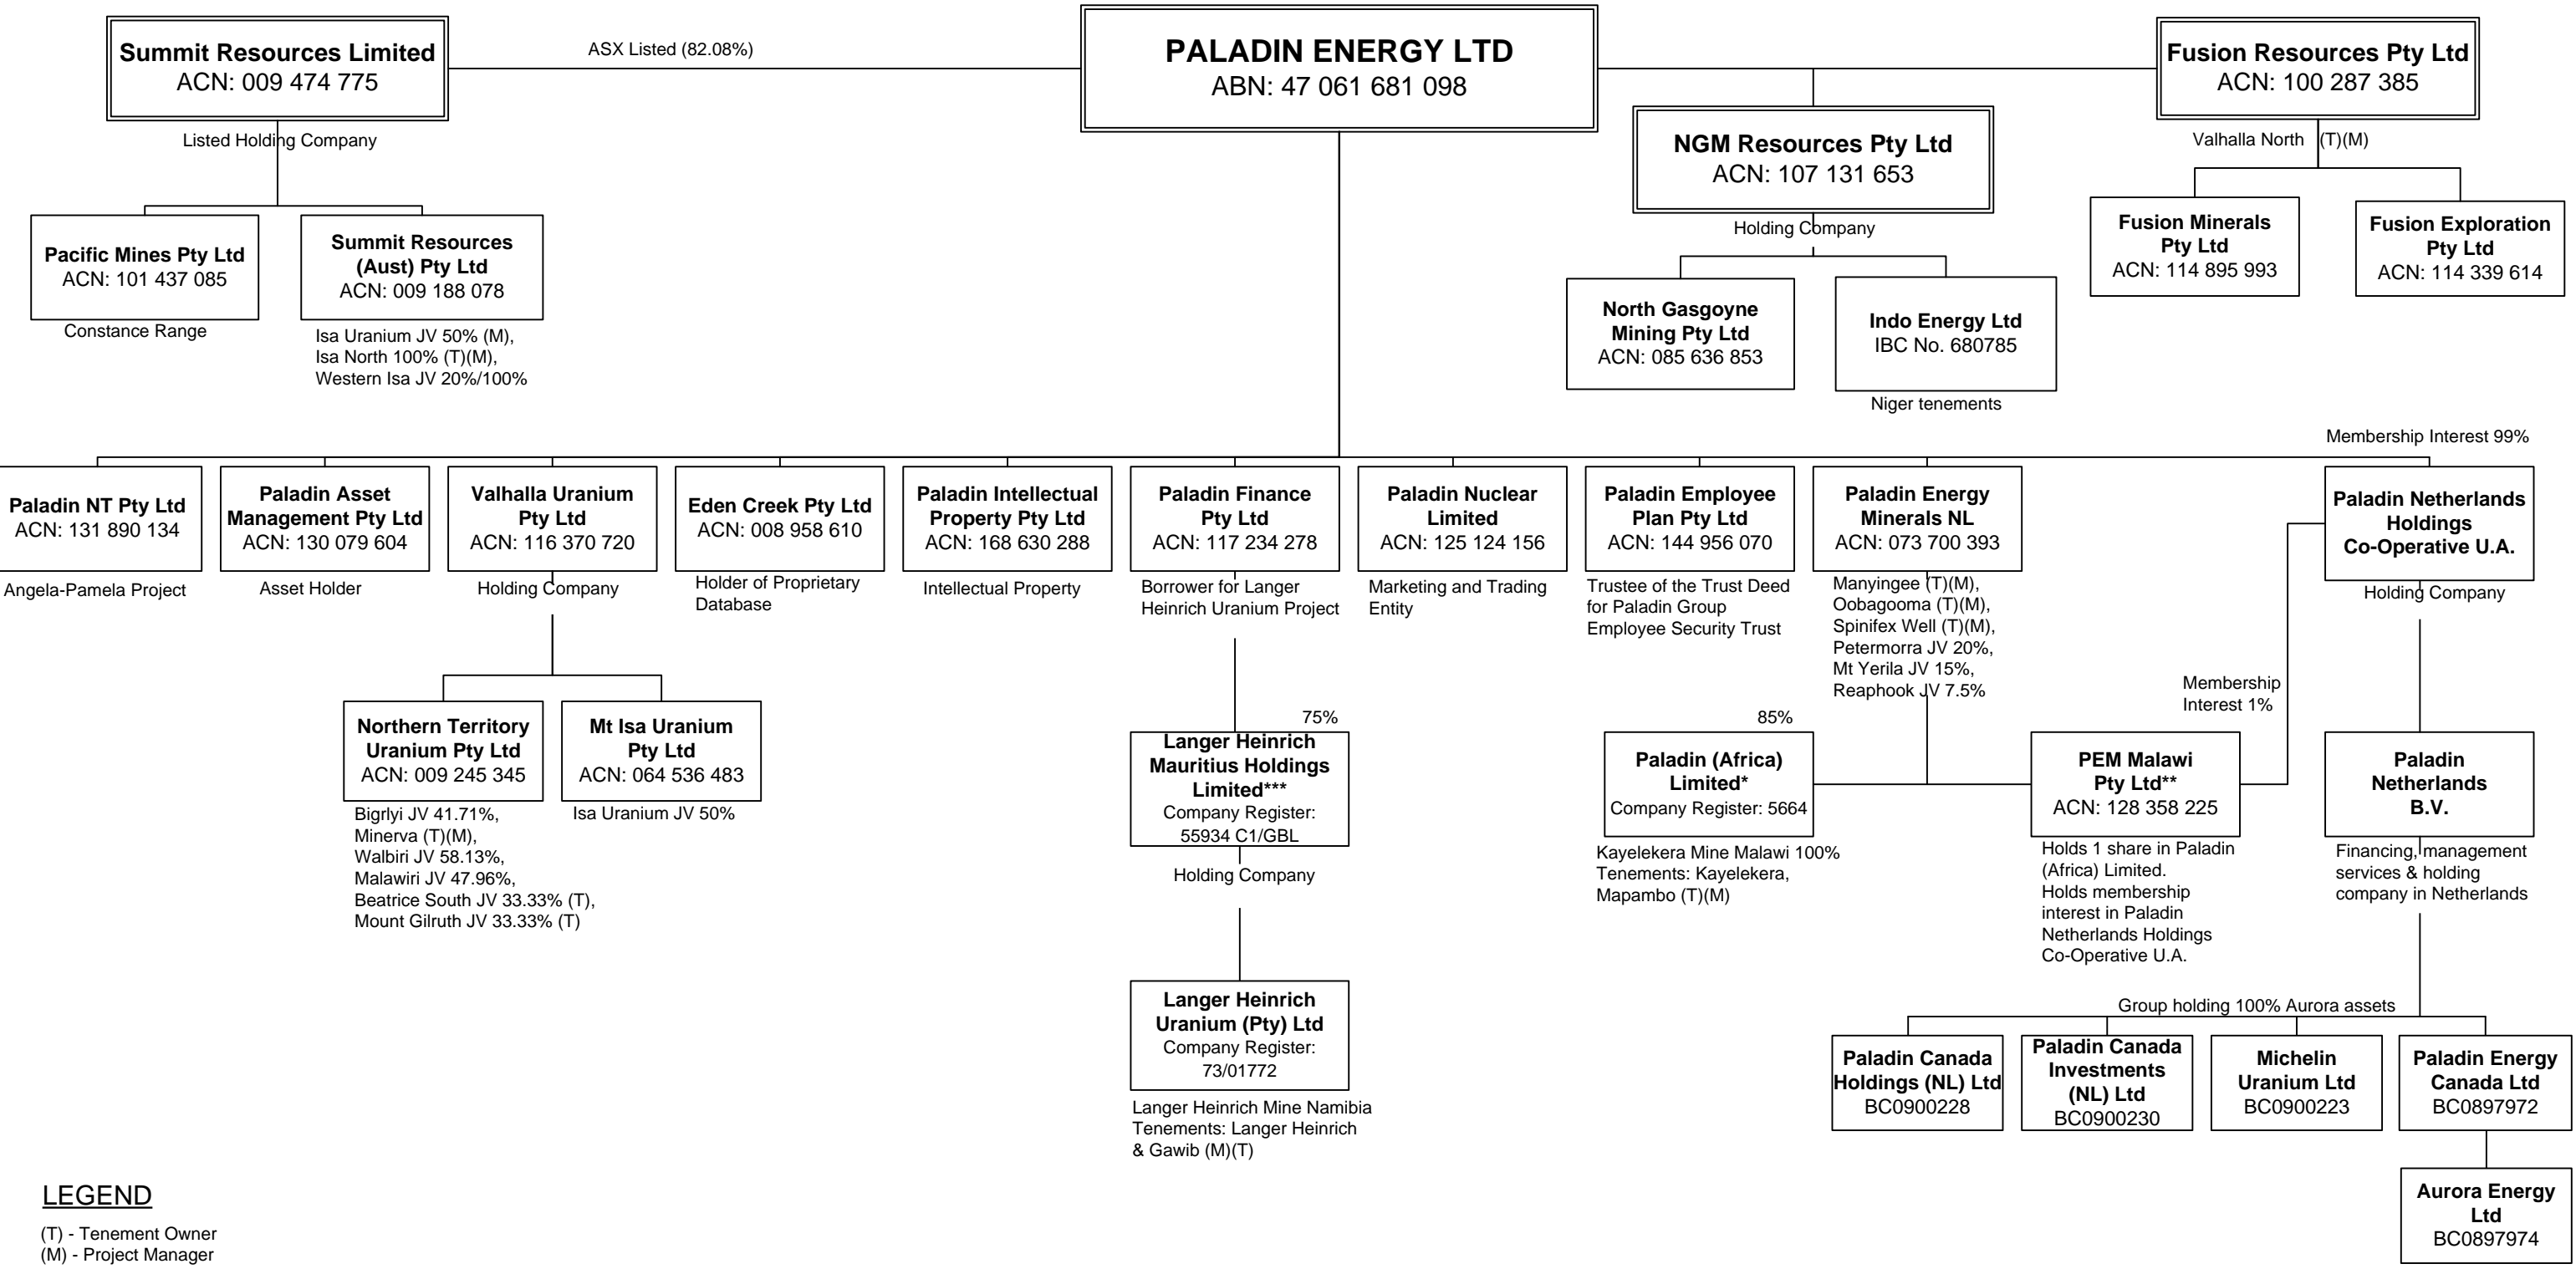 Summit Resources Limited
ACN: 009 474 775
ASX Listed (82.08%)
PALADIN ENERGY LTD
ABN: 47 061 681 098
Fusion Resources Pty Ltd
ACN: 100 287 385
Listed Holding Company
NGM Resources Pty Ltd
ACN: 107 131 653
Valhalla North (T)(M)
Pacific Mines Pty Ltd
ACN: 101 437 085
Constance Range
Summit Resources
(Aust) Pty Ltd
ACN: 009 188 078
Isa Uranium JV 50% (M),
Isa North 100% (T)(M),
Western Isa JV 20%/100%
Holding Company
North Gasgoyne
Mining Pty Ltd
ACN: 085 636 853
Indo Energy Ltd
IBC No. 680785
Niger tenements
Fusion Minerals
Pty Ltd
ACN: 114 895 993
Fusion Exploration
Pty Ltd
ACN: 114 339 614
Membership Interest 99%
Paladin NT Pty Ltd
ACN: 131 890 134
Angela-Pamela Project
Paladin Asset
Management Pty Ltd
ACN: 130 079 604
Asset Holder
Valhalla Uranium
Pty Ltd
ACN: 116 370 720
Holding Company
Eden Creek Pty Ltd
ACN: 008 958 610
Holder of Proprietary
Database
Paladin Intellectual
Property Pty Ltd
ACN: 168 630 288
Intellectual Property
Paladin Finance
Pty Ltd
ACN: 117 234 278
Borrower for Langer
Heinrich Uranium Project
Paladin Nuclear
Limited
ACN: 125 124 156
Marketing and Trading
Entity
Paladin Employee
Plan Pty Ltd
ACN: 144 956 070
Trustee of the Trust Deed
for Paladin Group
Employee Security Trust
Paladin Energy
Minerals NL
ACN: 073 700 393
Manyingee (T)(M),
Oobagooma (T)(M),
Spinifex Well (T)(M),
Petermorra JV 20%,
Mt Yerila JV 15%,
Reaphook JV 7.5%
Paladin Netherlands
Holdings
Co-Operative U.A.
Holding Company
Northern Territory
Uranium Pty Ltd
ACN: 009 245 345
Bigrlyi JV 41.71%,
Minerva (T)(M),
Walbiri JV 58.13%,
Malawiri JV 47.96%,
Beatrice South JV 33.33% (T),
Mount Gilruth JV 33.33% (T)
Mt Isa Uranium
Pty Ltd
ACN: 064 536 483
Isa Uranium JV 50%
75%
Langer Heinrich
Mauritius Holdings
Limited***
Company Register:
55934 C1/GBL
Holding Company
85%
Paladin (Africa)
Limited*
Company Register: 5664
Kayelekera Mine Malawi 100%
Tenements: Kayelekera,
Mapambo (T)(M)
Membership
Interest 1%
PEM Malawi
Pty Ltd**
ACN: 128 358 225
Holds 1 share in Paladin
(Africa) Limited.
Holds membership
interest in Paladin
Netherlands Holdings
Co-Operative U.A.
Paladin
Netherlands
B.V.
Financing, management
services & holding
company in Netherlands
Langer Heinrich
Uranium (Pty) Ltd
Company Register:
73/01772
Langer Heinrich Mine Namibia
Tenements: Langer Heinrich
& Gawib (M)(T)
Group holding 100% Aurora assets
Paladin Canada
Holdings (NL) Ltd
BC0900228
Paladin Canada
Investments
(NL) Ltd
BC0900230
Michelin
Uranium Ltd
BC0900223
Paladin Energy
Canada Ltd
BC0897972
Aurora Energy
Ltd
BC0897974
LEGEND
(T) - Tenement Owner
(M) - Project Manager